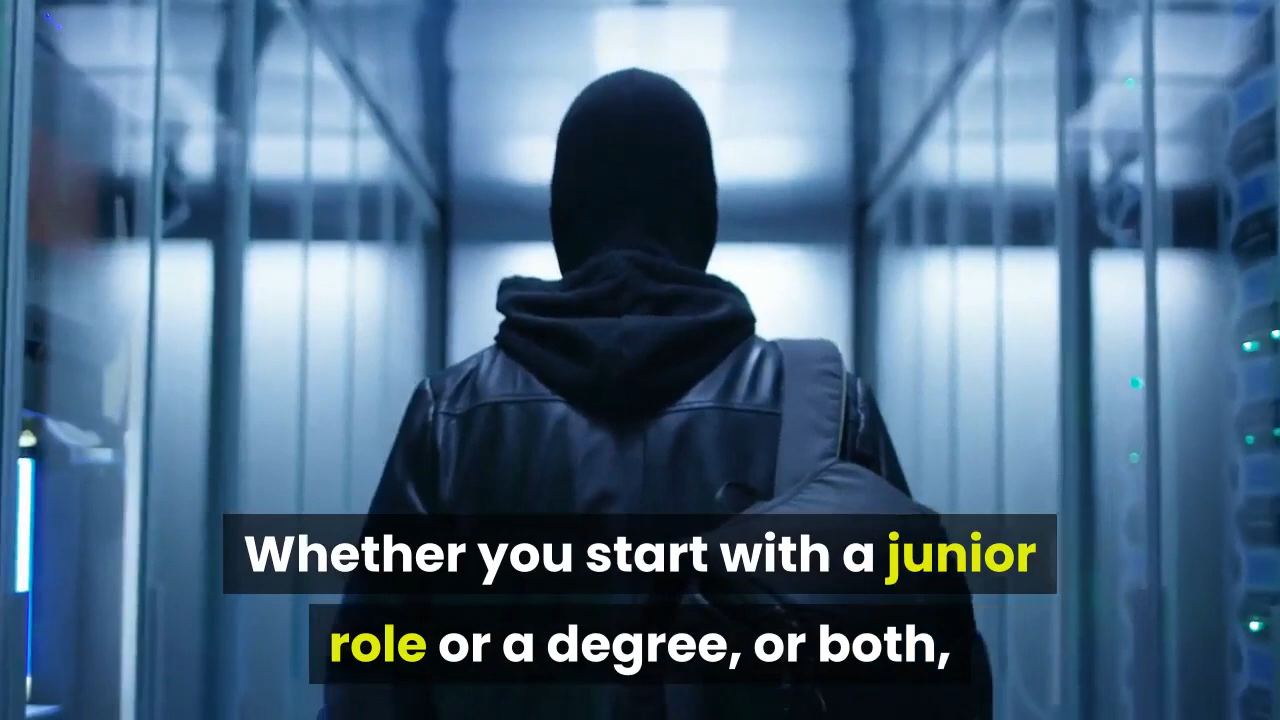 Whether you start with a junior
role or a degree, or both,